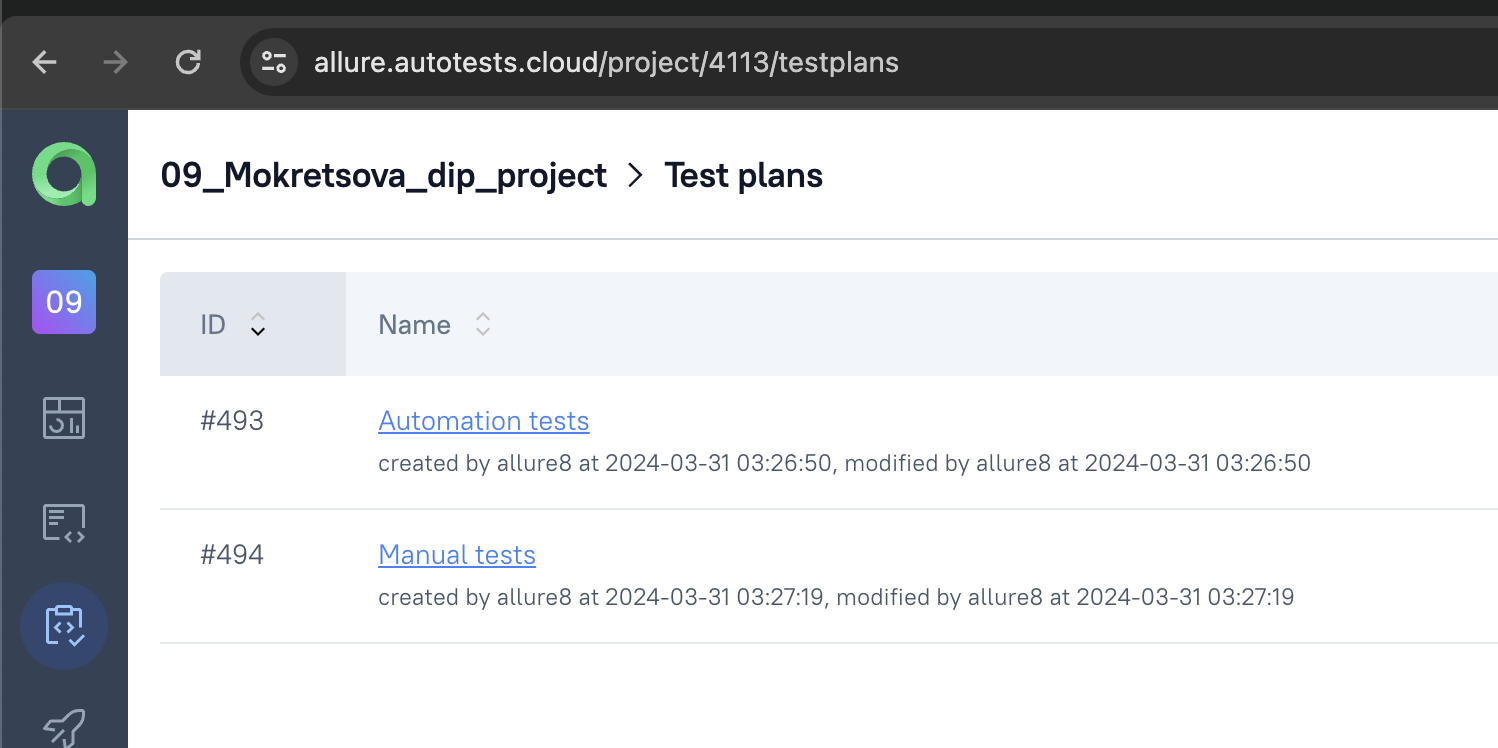 allure.autotests.cloud/project/4113/testplans
09_Mokretsova_dip_project > Test plans
09
ID Name
#493 Automation tests
created by allure8 at 2024-03-31 03:26:50, modified by allure8 at 2024-03-31 03:26:50
#494 Manual tests
created by allure8 at 2024-03-31 03:27:19, modified by allure8 at 2024-03-31 03:27:19